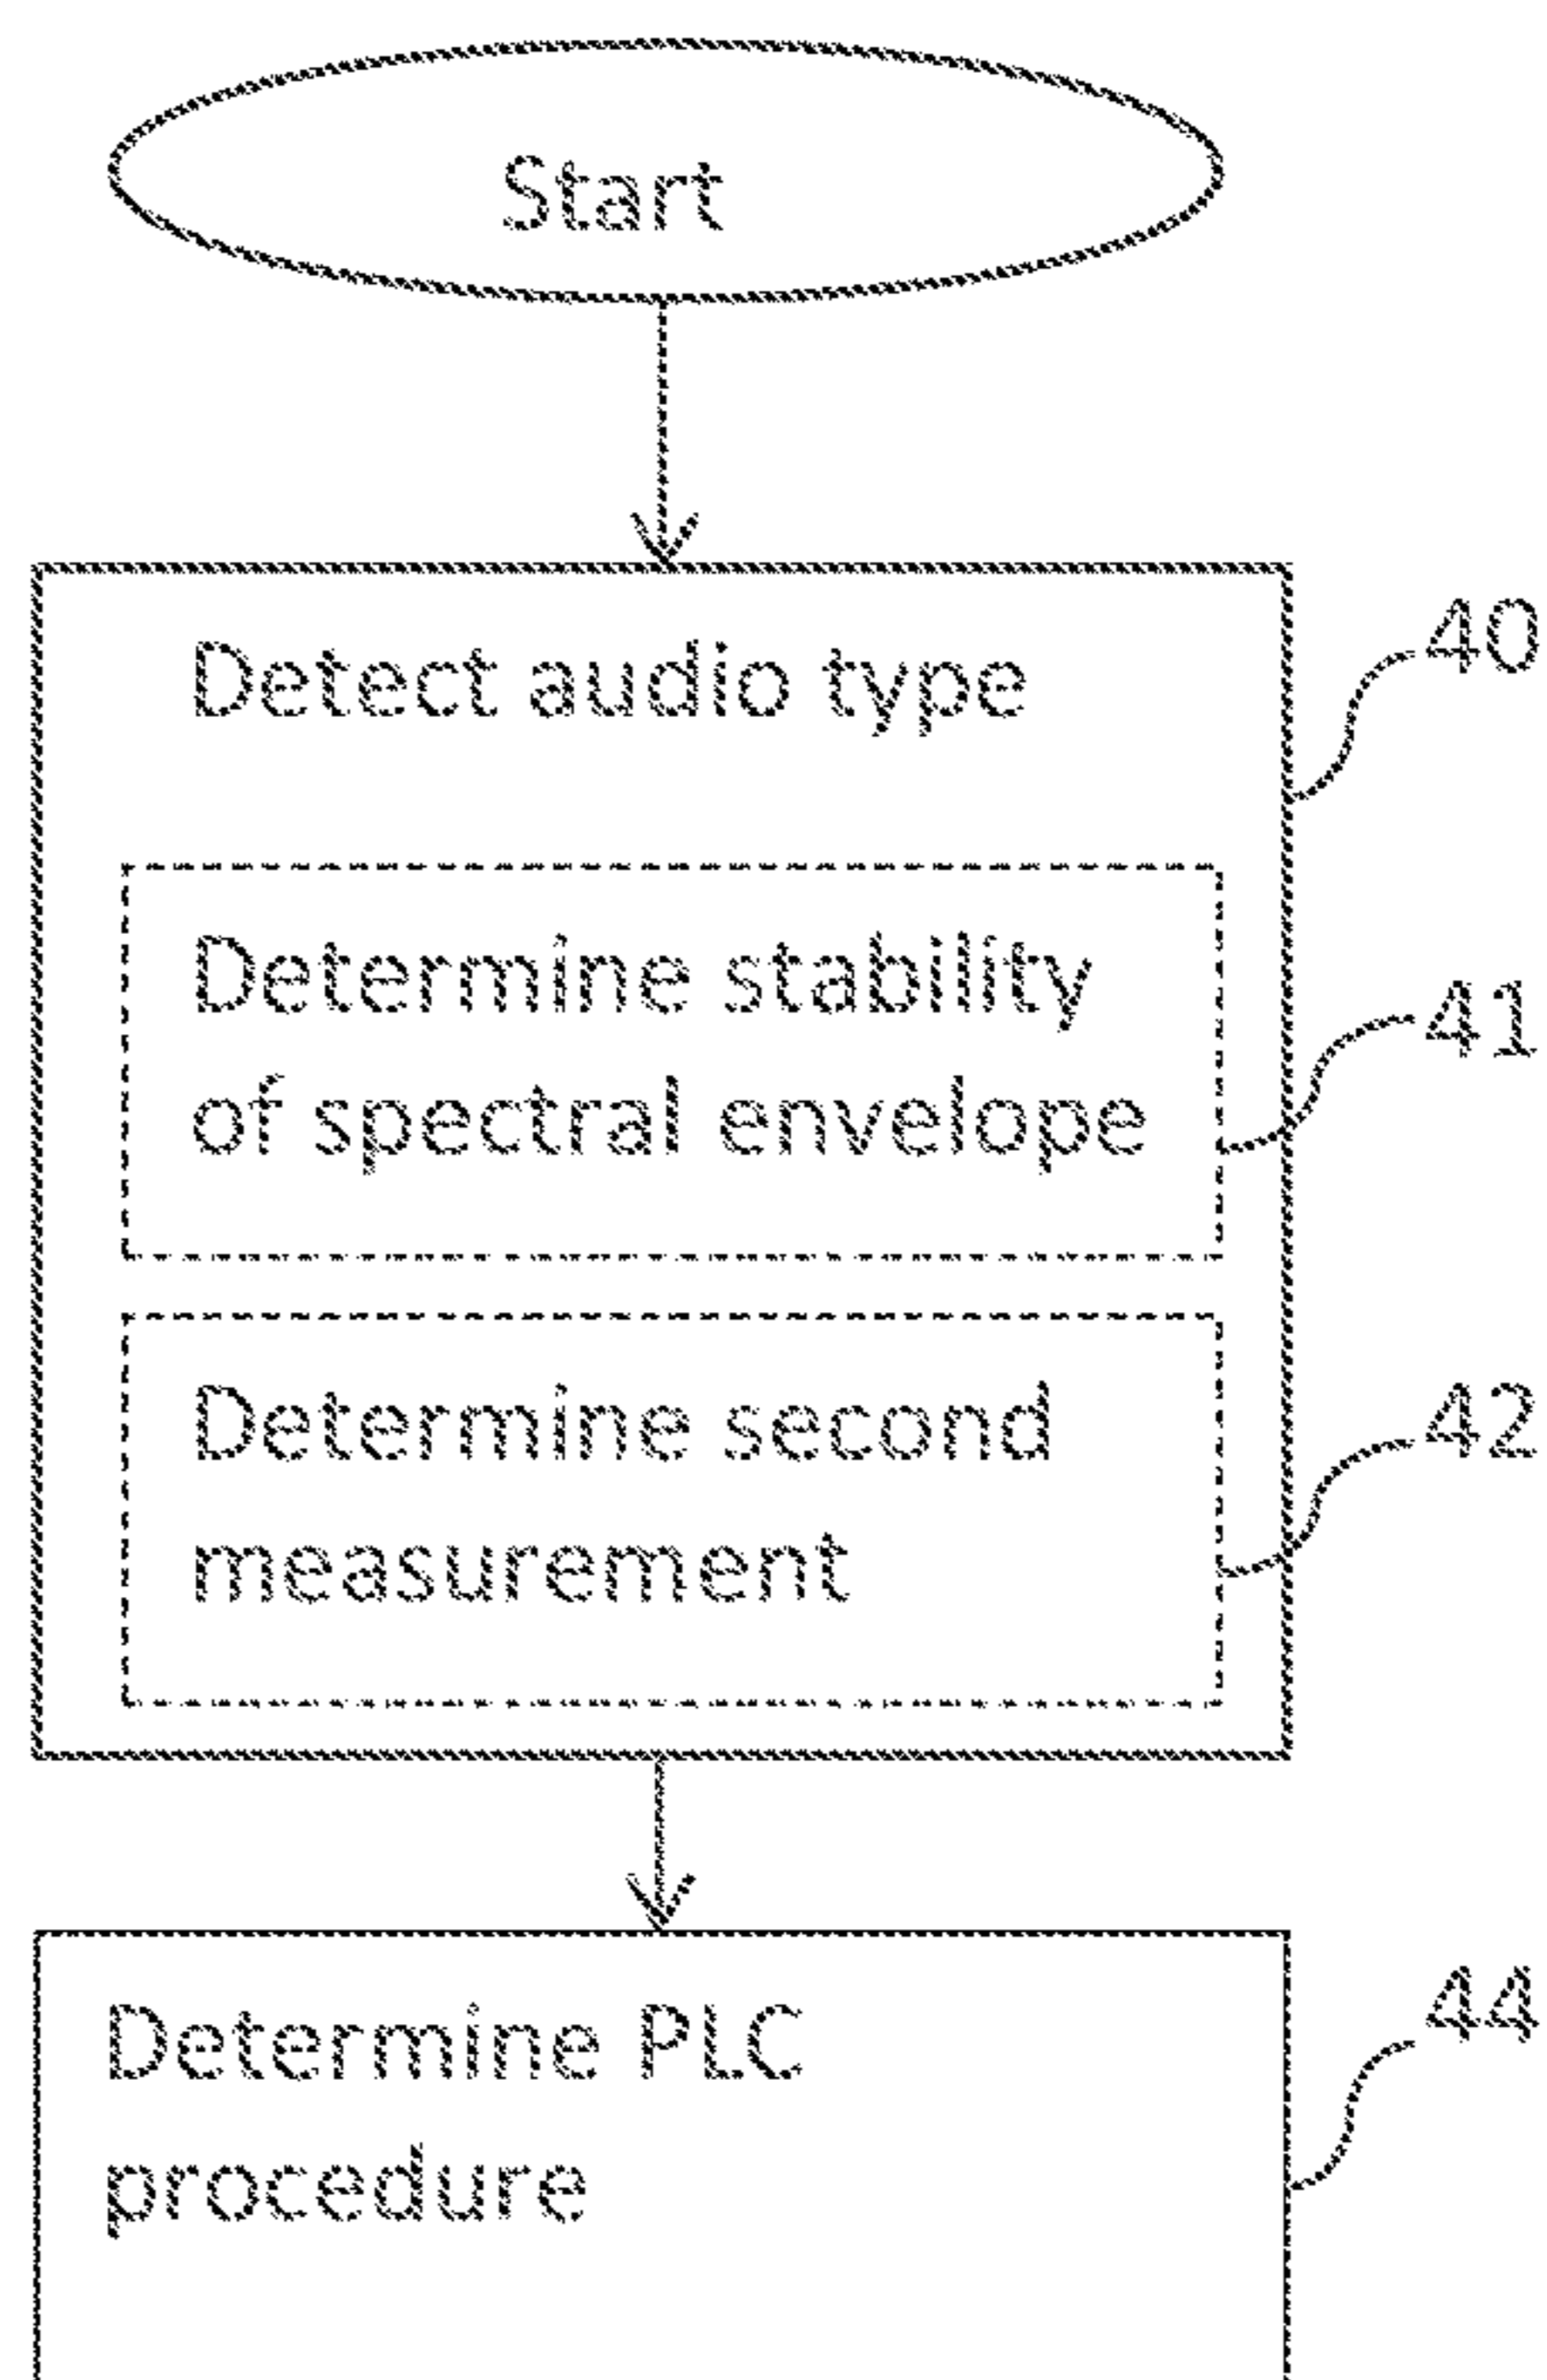 Start
Detect audio type
40
Determine stability
of spectral envelope
41
Determine second
measurement
42
Determine PLC
procedure
44